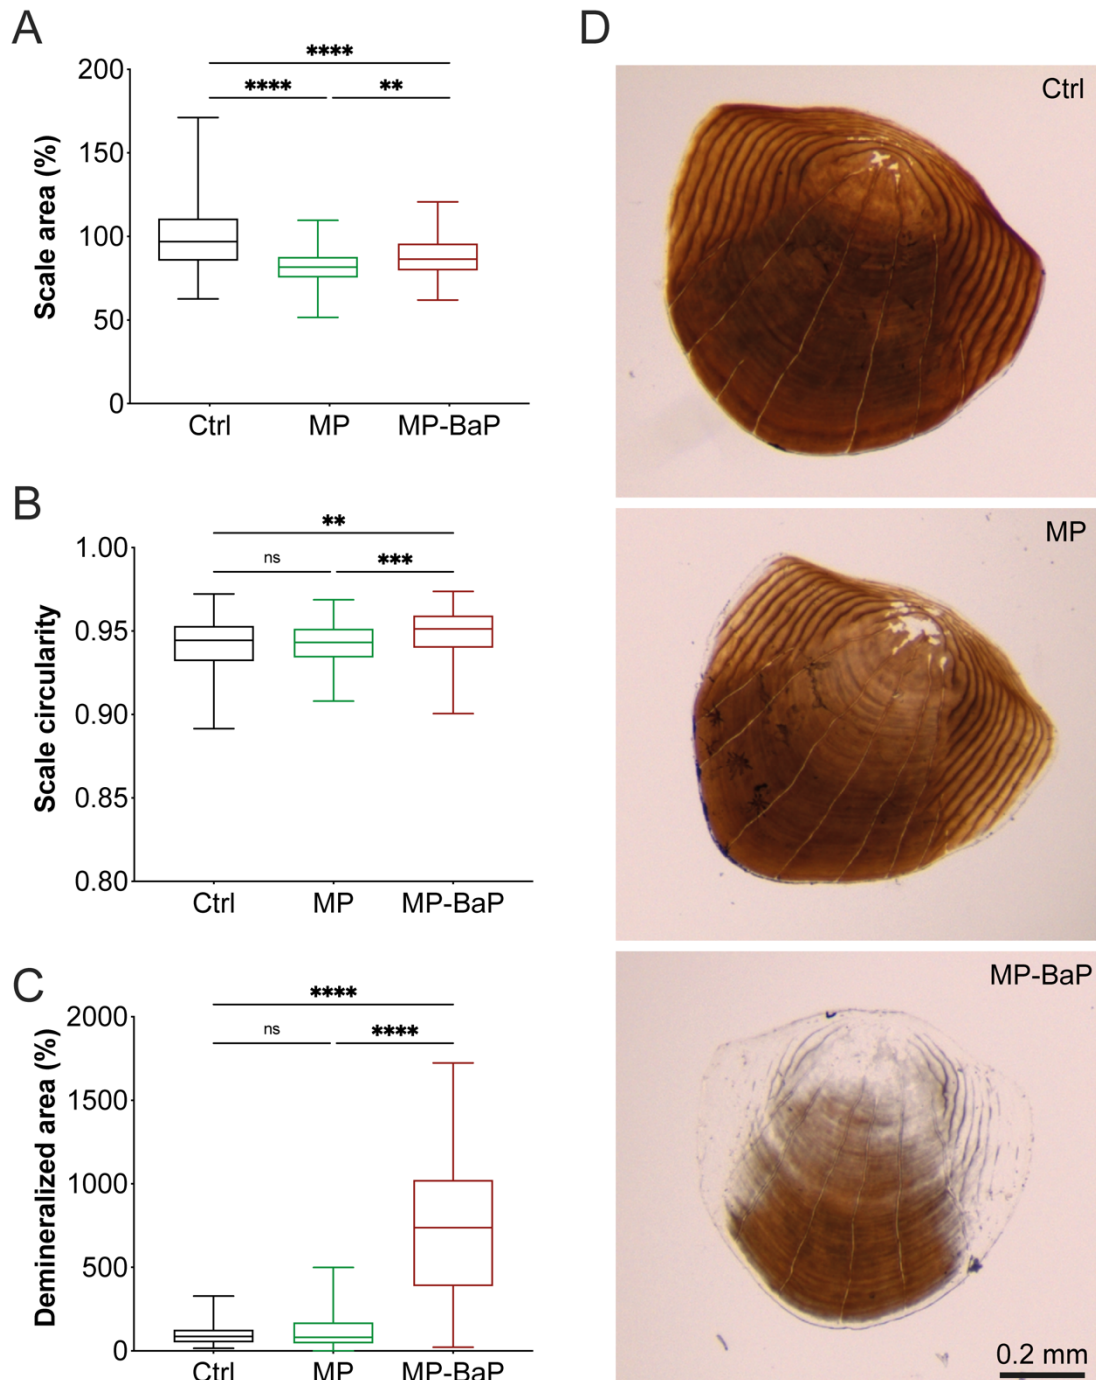 A
****
**** **
200
150
100
50
0
Scale area (%)
Ctrl MP MP-BaP
B
**
ns ***
1.00
0.95
0.90
0.85
0.80
Scale circularity
Ctrl MP MP-BaP
C
****
ns ****
2000
1500
1000
500
0
Demineralized area (%)
Ctrl MP MP-BaP
D
Ctrl
MP
MP-BaP
0.2 mm